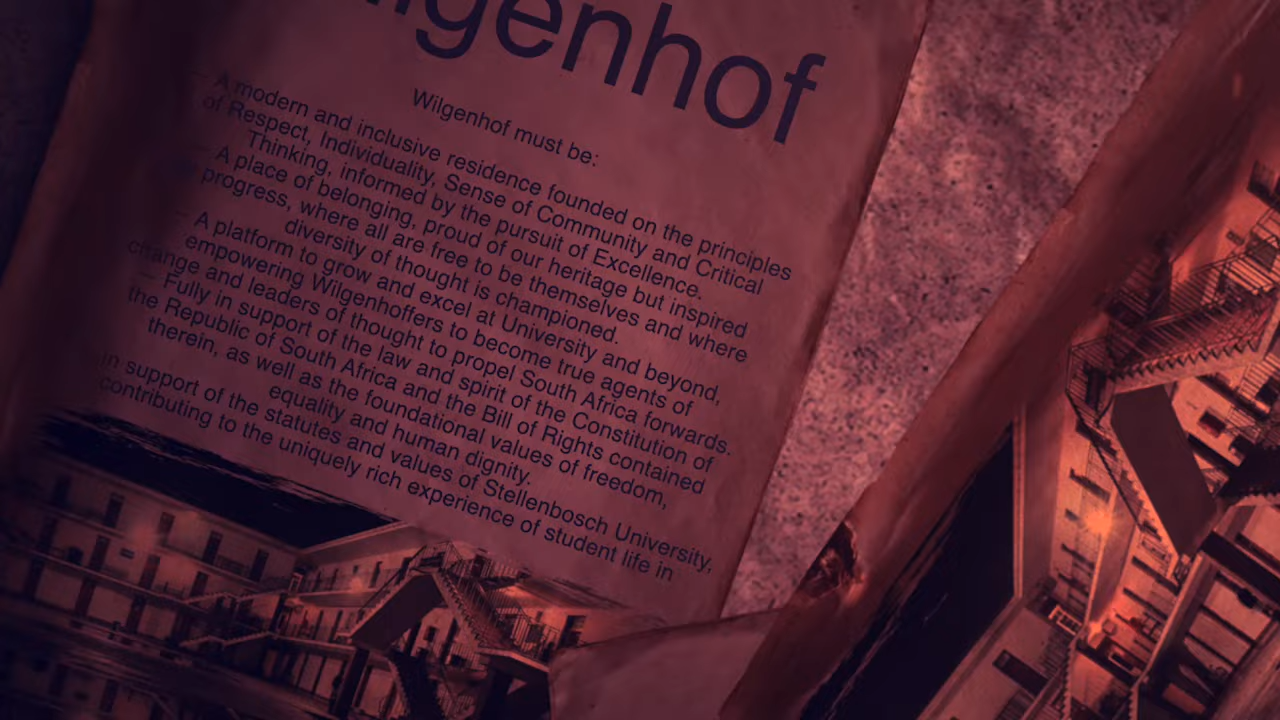 ilgenhof
Wilgenhof must be:
A modern and inclusive residence founded on the principles
of Respect, Individuality, Sense of Community and Critical
Thinking, informed by the pursuit of Excellence.
A place of belonging, proud of our heritage but inspired
progress, where all are free to be themselves and where
diversity of thought is championed.
A platform to grow and excel at University and beyond,
empowering Wilgenhoffers to become true agents of
change and leaders of thought to propel South Africa forwards.
Fully in support of the law and spirit of the Constitution of
the Republic of South Africa and the Bill of Rights contained
therein, as well as the foundational values of freedom,
equality and human dignity.
in support of the statutes and values of Stellenbosch University,
contributing to the uniquely rich experience of student life in